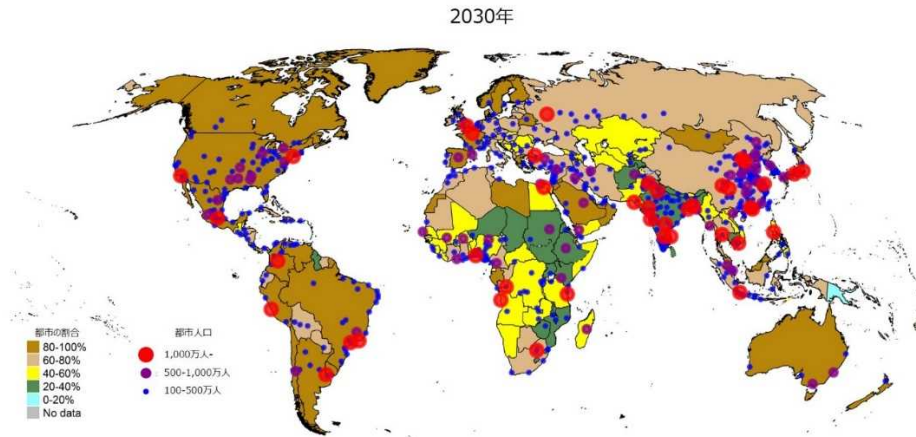 2030年
都市の割合
80-100%
60-80%
40-60%
20-40%
0-20%
No data
都市人口
1,000万人-
500-1,000万人
100-500万人